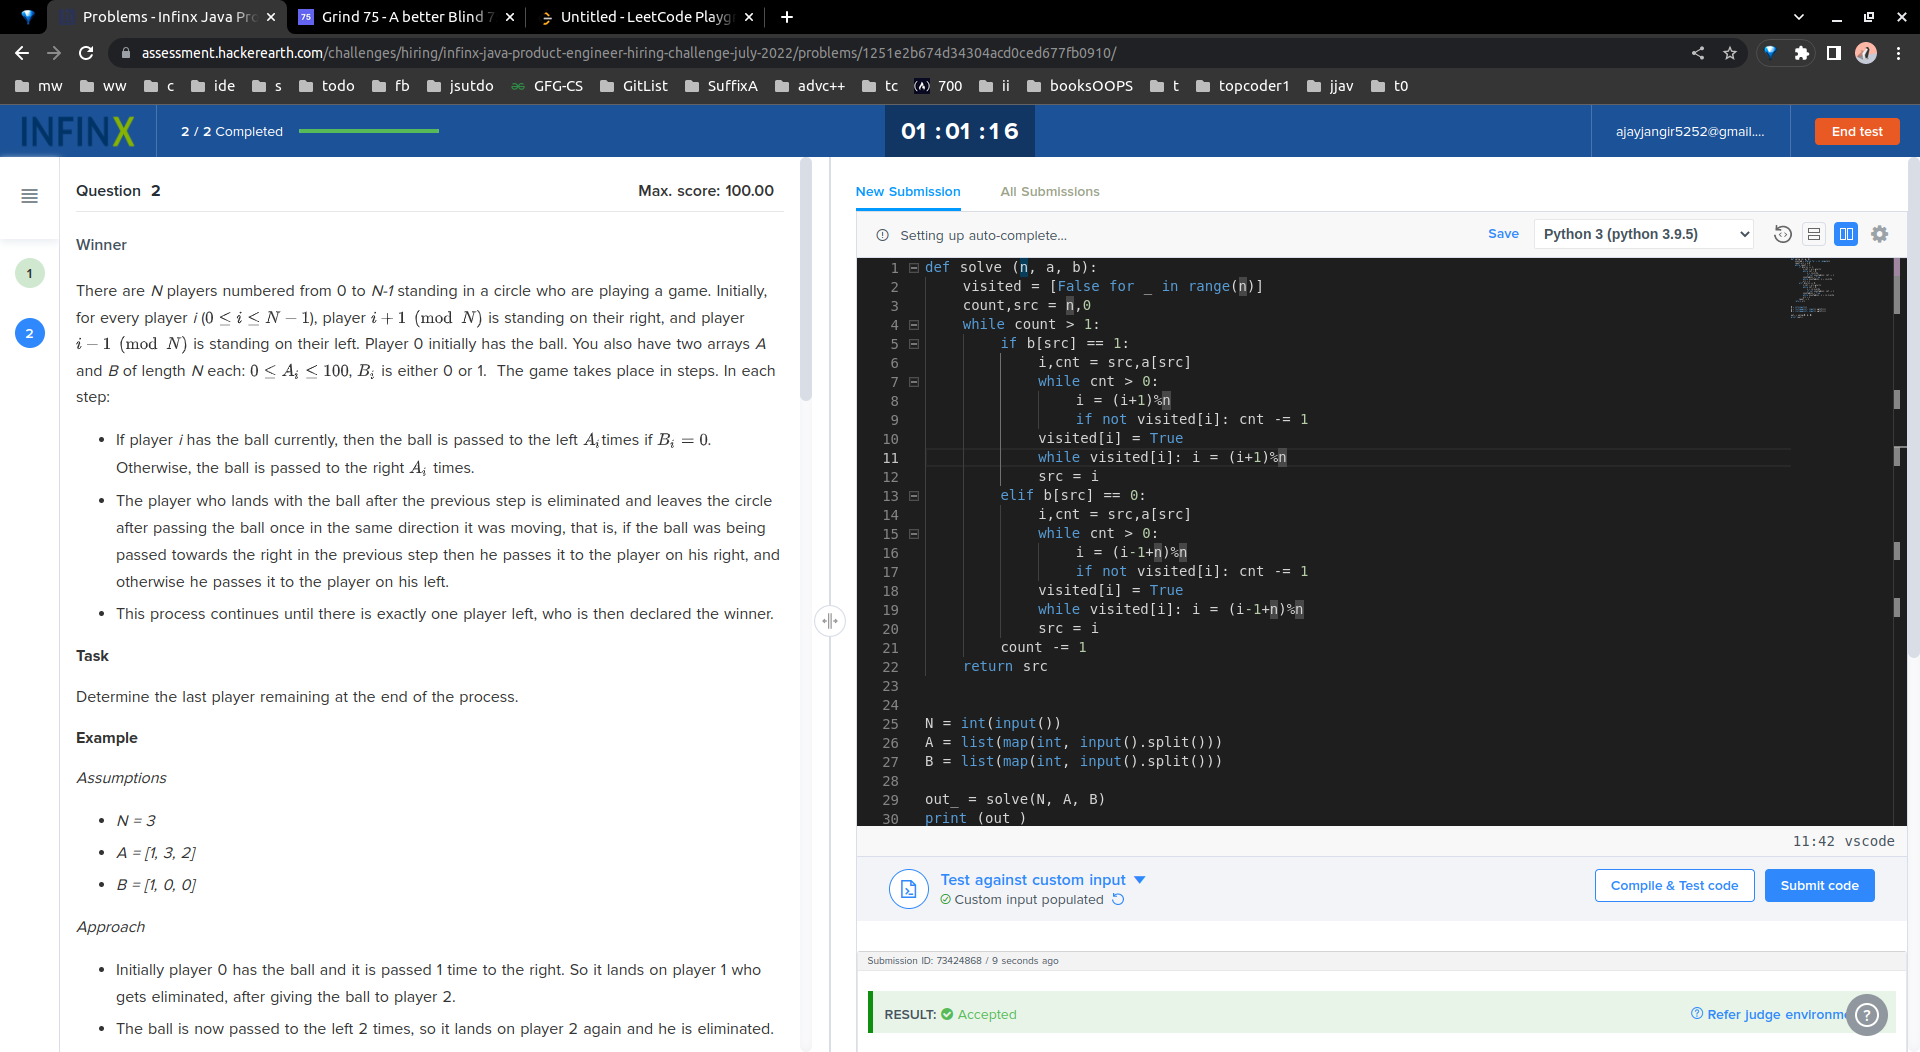 Problems - Infinx Java Pr
Grind 75 - A better Blind 7
Untitled - LeetCode Playg
assessment.hackerearth.com/challenges/hiring/infinx-java-product-engineer-hiring-challenge-july-2022/problems/1251e2b674d34304acd0ced677fb0910/
mw ww c ide s todo fb jsutdo GFG-CS GitList SuffixA advc++ tc 700 ii booksOOPS t topcoder1 jjav t0
INFINX
2 / 2 Completed
01 : 01 : 16
ajayjangir5252@gmail....
End test
1
2
Question 2
Max. score: 100.00
Winner
There are N players numbered from 0 to N-1 standing in a circle who are playing a game. Initially,
for every player i (0 ≤ i ≤ N − 1), player i + 1 (mod N) is standing on their right, and player
i − 1 (mod N) is standing on their left. Player 0 initially has the ball. You also have two arrays A
and B of length N each: 0 ≤ Ai ≤ 100, Bi is either 0 or 1. The game takes place in steps. In each
step:
• If player i has the ball currently, then the ball is passed to the left Ai times if Bi = 0.
Otherwise, the ball is passed to the right Ai times.
• The player who lands with the ball after the previous step is eliminated and leaves the circle
after passing the ball once in the same direction it was moving, that is, if the ball was being
passed towards the right in the previous step then he passes it to the player on his right, and
otherwise he passes it to the player on his left.
• This process continues until there is exactly one player left, who is then declared the winner.
Task
Determine the last player remaining at the end of the process.
Example
Assumptions
• N = 3
• A = [1, 3, 2]
• B = [1, 0, 0]
Approach
• Initially player 0 has the ball and it is passed 1 time to the right. So it lands on player 1 who
gets eliminated, after giving the ball to player 2.
• The ball is now passed to the left 2 times, so it lands on player 2 again and he is eliminated.
New Submission
All Submissions
Setting up auto-complete...
Save
Python 3 (python 3.9.5)
1 def solve (n, a, b):
2 visited = [False for _ in range(n)]
3 count,src = n,0
4 while count > 1:
5 if b[src] == 1:
6 i,cnt = src,a[src]
7 while cnt > 0:
8 i = (i+1)%n
9 if not visited[i]: cnt -= 1
10 visited[i] = True
11 while visited[i]: i = (i+1)%n
12 src = i
13 elif b[src] == 0:
14 i,cnt = src,a[src]
15 while cnt > 0:
16 i = (i-1+n)%n
17 if not visited[i]: cnt -= 1
18 visited[i] = True
19 while visited[i]: i = (i-1+n)%n
20 src = i
21 count -= 1
22 return src
23
24
25 N = int(input())
26 A = list(map(int, input().split()))
27 B = list(map(int, input().split()))
28
29 out_ = solve(N, A, B)
30 print (out )
11:42 vscode
Test against custom input
Custom input populated
Compile & Test code
Submit code
Submission ID: 73424868 / 9 seconds ago
RESULT: Accepted
Refer judge environme
?